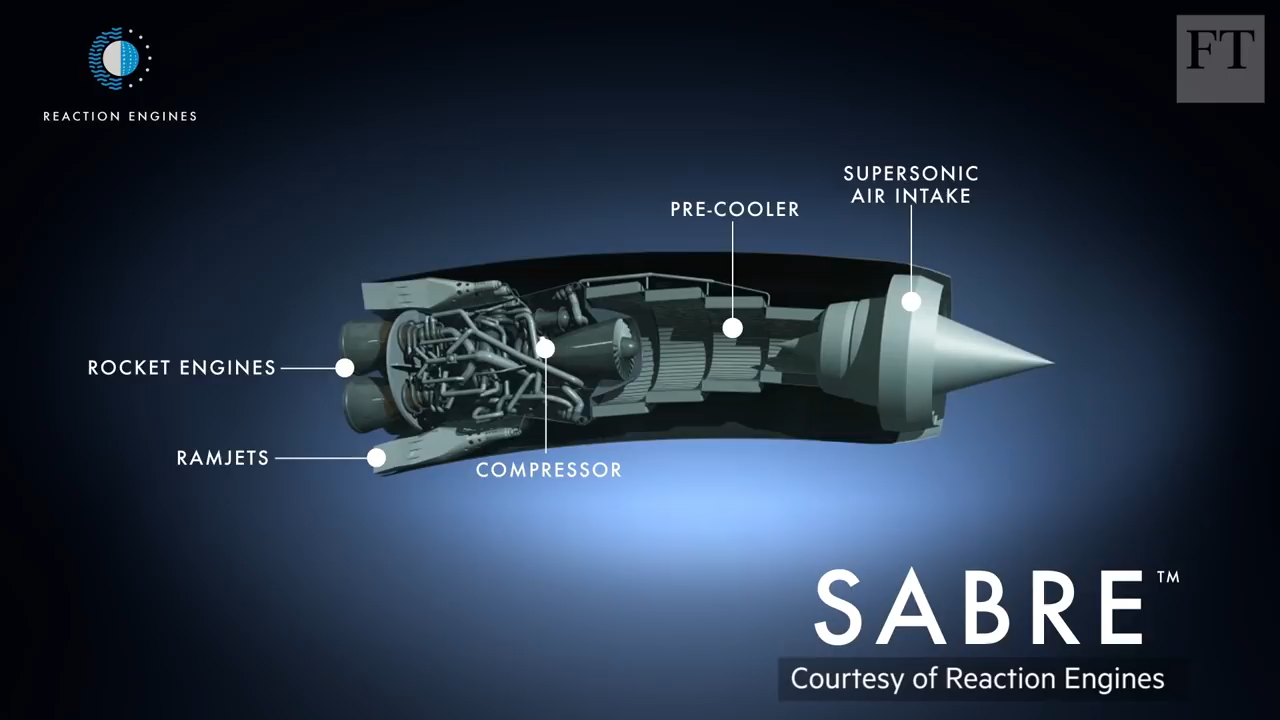 REACTION ENGINES
FT
SUPERSONIC
AIR INTAKE
PRE-COOLER
ROCKET ENGINES
RAMJETS
COMPRESSOR
SABRE™
Courtesy of Reaction Engines